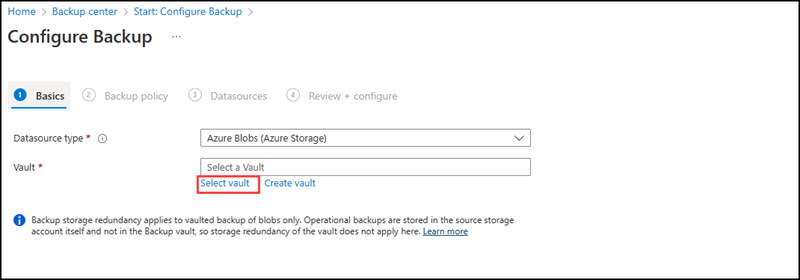 Home > Backup center > Start: Configure Backup >
Configure Backup ...
1 Basics 2 Backup policy 3 Datasources 4 Review + configure
Datasource type * Azure Blobs (Azure Storage)
Vault * Select a Vault
Select vault Create vault
Backup storage redundancy applies to vaulted backup of blobs only. Operational backups are stored in the source storage
account itself and not in the Backup vault, so storage redundancy of the vault does not apply here. Learn more